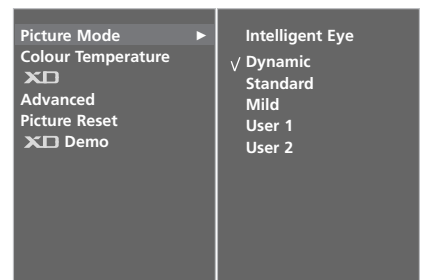 Picture Mode
Colour Temperature
XD
Advanced
Picture Reset
XD Demo
Intelligent Eye
Dynamic
Standard
Mild
User 1
User 2